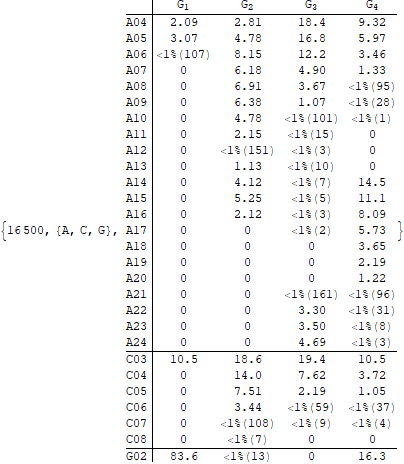 G1 G2 G3 G4
A04 2.09 2.81 18.4 9.32
A05 3.07 4.78 16.8 5.97
A06 <1%(107) 8.15 12.2 3.46
A07 0 6.18 4.90 1.33
A08 0 6.91 3.67 <1%(95)
A09 0 6.38 1.07 <1%(28)
A10 0 4.78 <1%(101) <1%(1)
A11 0 2.15 <1%(15) 0
A12 0 <1%(151) <1%(3) 0
A13 0 1.13 <1%(10) 0
A14 0 4.12 <1%(7) 14.5
A15 0 5.25 <1%(5) 11.1
A16 0 2.12 <1%(3) 8.09
{16500, {A, C, G}, A17 0 0 <1%(2) 5.73 }
A18 0 0 0 3.65
A19 0 0 0 2.19
A20 0 0 0 1.22
A21 0 0 <1%(161) <1%(96)
A22 0 0 3.30 <1%(31)
A23 0 0 3.50 <1%(8)
A24 0 0 4.69 <1%(3)
C03 10.5 18.6 19.4 10.5
C04 0 14.0 7.62 3.72
C05 0 7.51 2.19 1.05
C06 0 3.44 <1%(59) <1%(37)
C07 0 <1%(108) <1%(9) <1%(4)
C08 0 <1%(7) 0 0
G02 83.6 <1%(13) 0 16.3